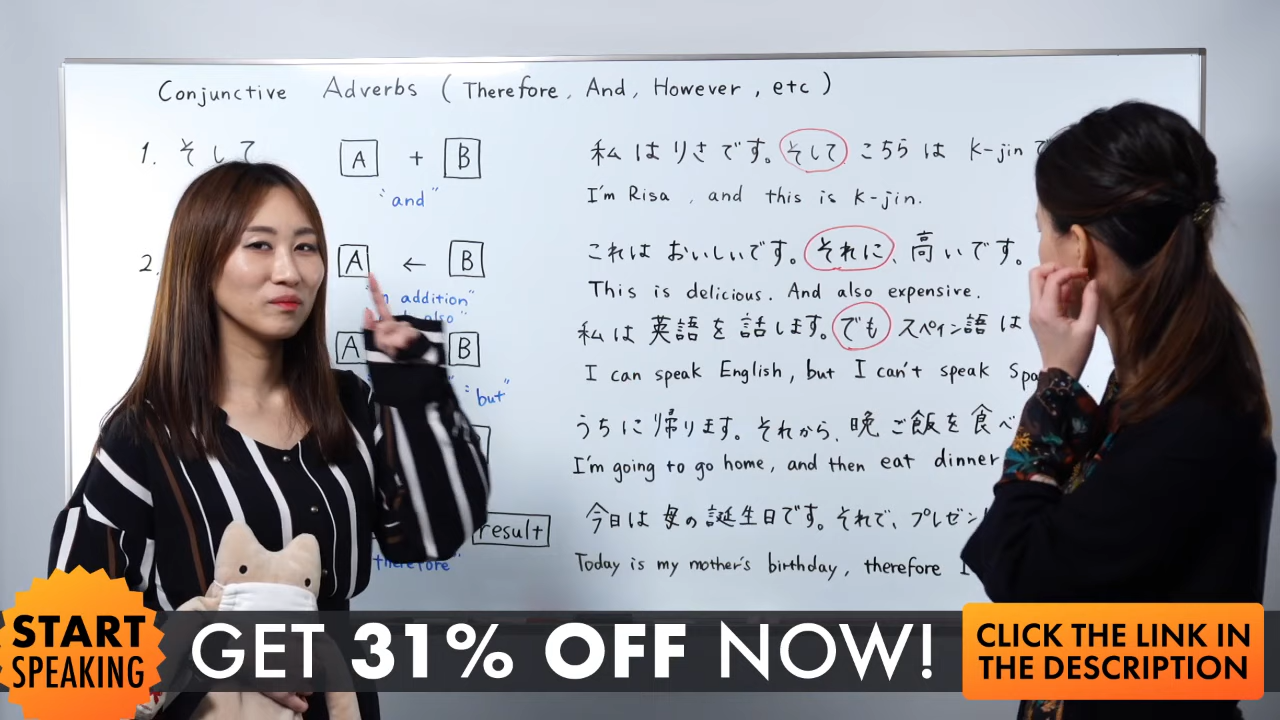 Conjunctive Adverbs ( Therefore, And, However, etc )
1. そして A + B 私はりさです。そして こちらは K-jin で
"and" I'm Risa, and this is K-jin.
2. A ← B これは おいしいです。それに、高いです。
"in addition" This is delicious. And also expensive.
also" 私は 英語 を 話します。でも スペイン語 は
A B I can speak English, but I can't speak
"but"
うちに 帰ります。それから、晩ご飯を食べ
I'm going to go home, and then eat dinner
今日は 母の 誕生日です。それで、プレゼン
result
"therefore" Today is my mother's birthday, therefore I
START SPEAKING
GET 31% OFF NOW!
CLICK THE LINK IN
THE DESCRIPTION